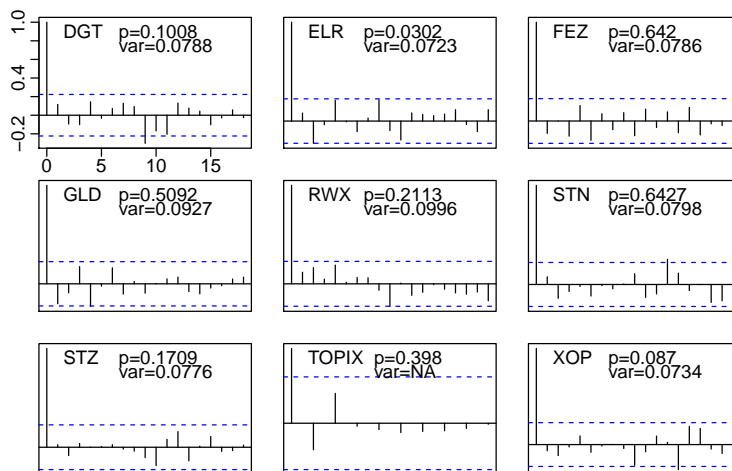 DGT p=0.1008
var=0.0788
ELR p=0.0302
var=0.0723
FEZ p=0.642
var=0.0786
1.0
0.4
−0.2
0 5 10 15
GLD p=0.5092
var=0.0927
RWX p=0.2113
var=0.0996
STN p=0.6427
var=0.0798
STZ p=0.1709
var=0.0776
TOPIX p=0.398
var=NA
XOP p=0.087
var=0.0734